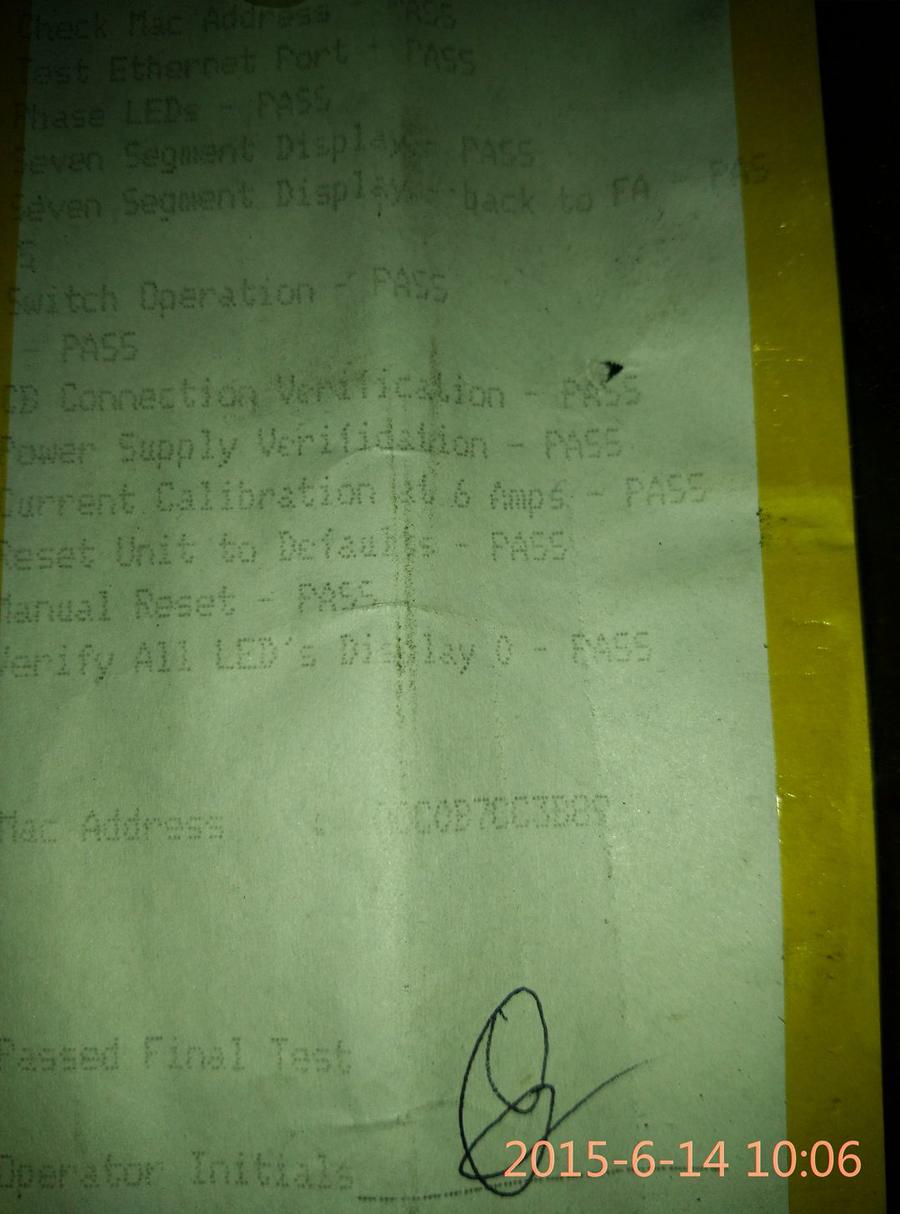 Check Mac Address - PASS
Test Ethernet Port - PASS
Phase LEDs - PASS
Seven Segment Display - PASS
Seven Segment Display - back to FA - PAS
S
Switch Operation - PASS
- PASS
CB Connection Verification - PASS
Power Supply Verification - PASS
Current Calibration at 6 Amps - PASS
Reset Unit to Defaults - PASS
Manual Reset - PASS
Verify All LED's Display 0 - PASS
Mac Address :
Passed Final Test
Operator Initials
2015-6-14 10:06